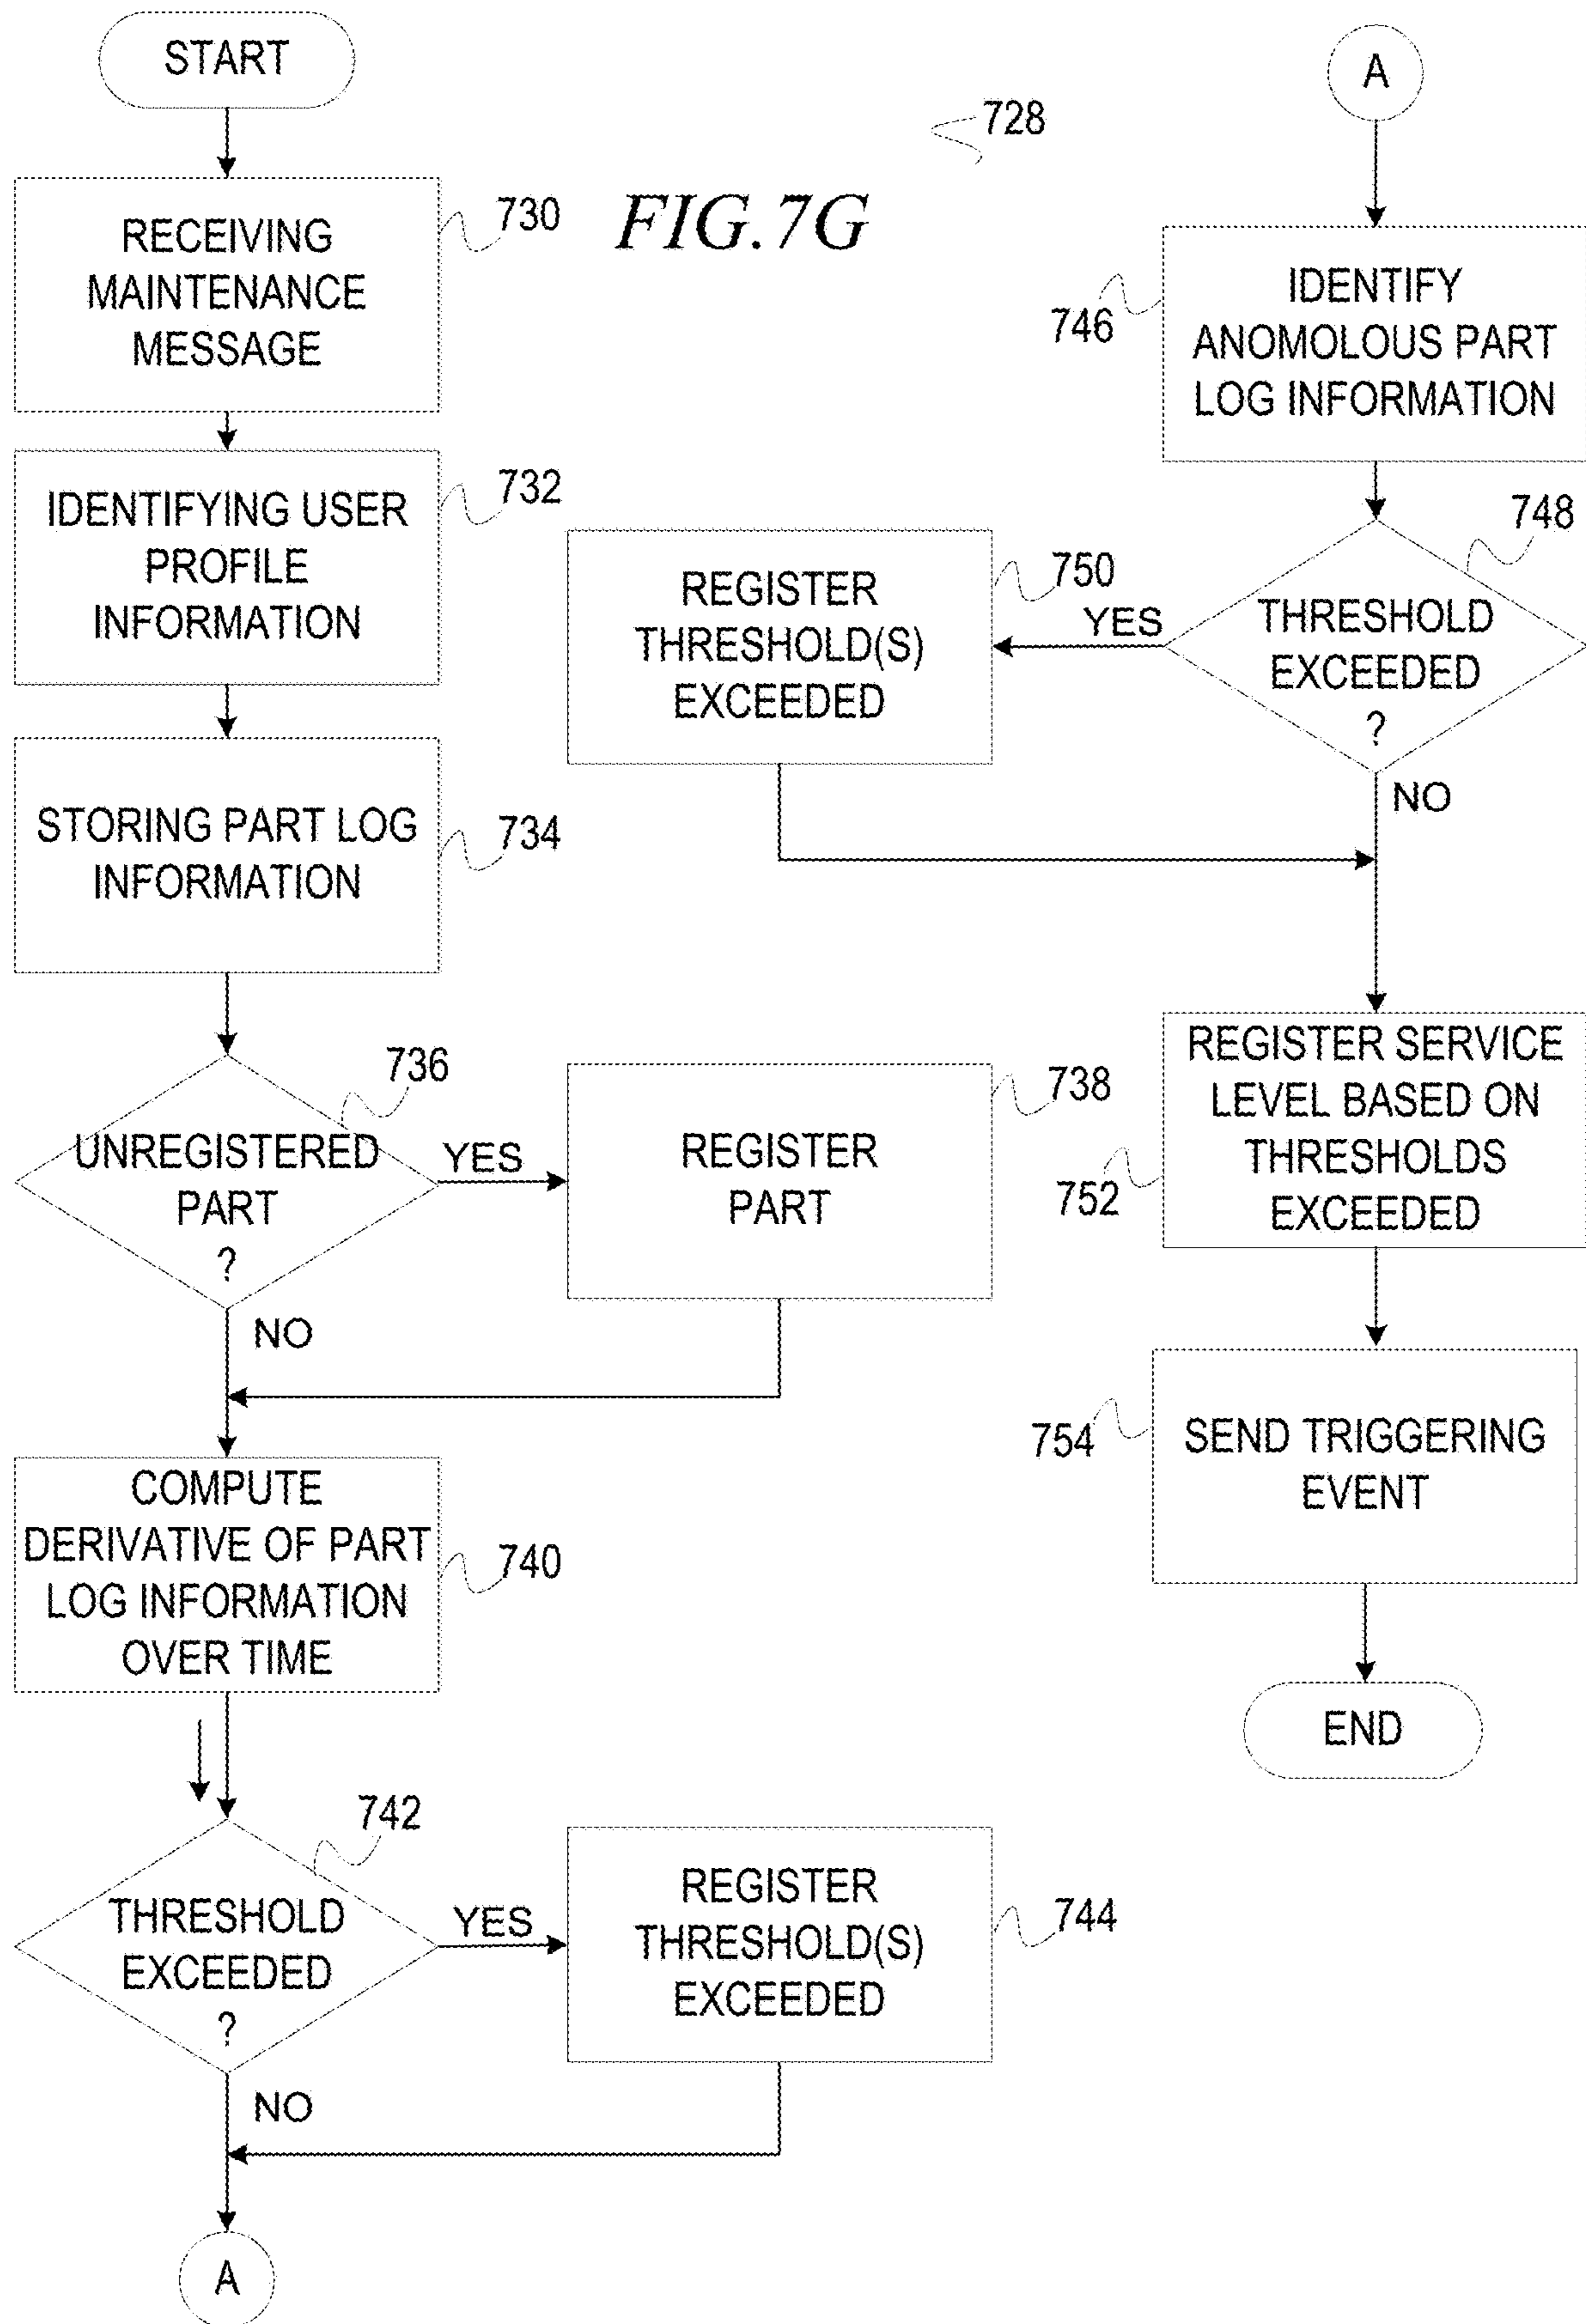 START
RECEIVING
MAINTENANCE
MESSAGE
730
IDENTIFYING USER
PROFILE
INFORMATION
732
STORING PART LOG
INFORMATION
734
UNREGISTERED
PART
?
736
YES
NO
REGISTER
PART
738
COMPUTE
DERIVATIVE OF PART
LOG INFORMATION
OVER TIME
740
THRESHOLD
EXCEEDED
?
742
YES
NO
REGISTER
THRESHOLD(S)
EXCEEDED
744
A
728
FIG.7G
A
IDENTIFY
ANOMOLOUS PART
LOG INFORMATION
746
THRESHOLD
EXCEEDED
?
748
YES
NO
REGISTER
THRESHOLD(S)
EXCEEDED
750
REGISTER SERVICE
LEVEL BASED ON
THRESHOLDS
EXCEEDED
752
SEND TRIGGERING
EVENT
754
END